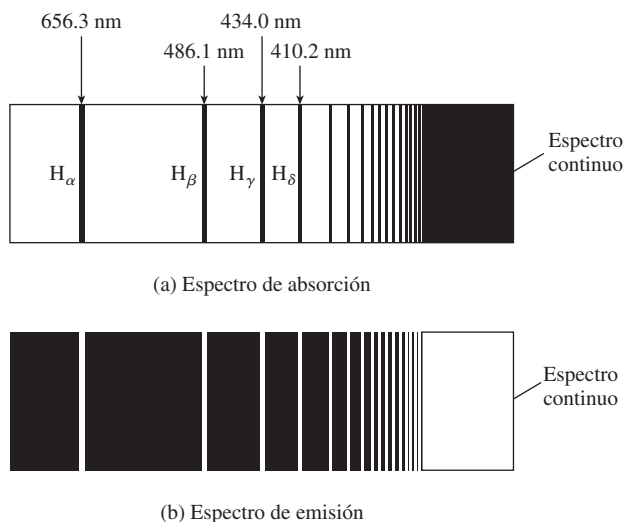 656.3 nm
434.0 nm
486.1 nm
410.2 nm
Hα
Hβ
Hγ
Hδ
Espectro
continuo
(a) Espectro de absorción
Espectro
continuo
(b) Espectro de emisión